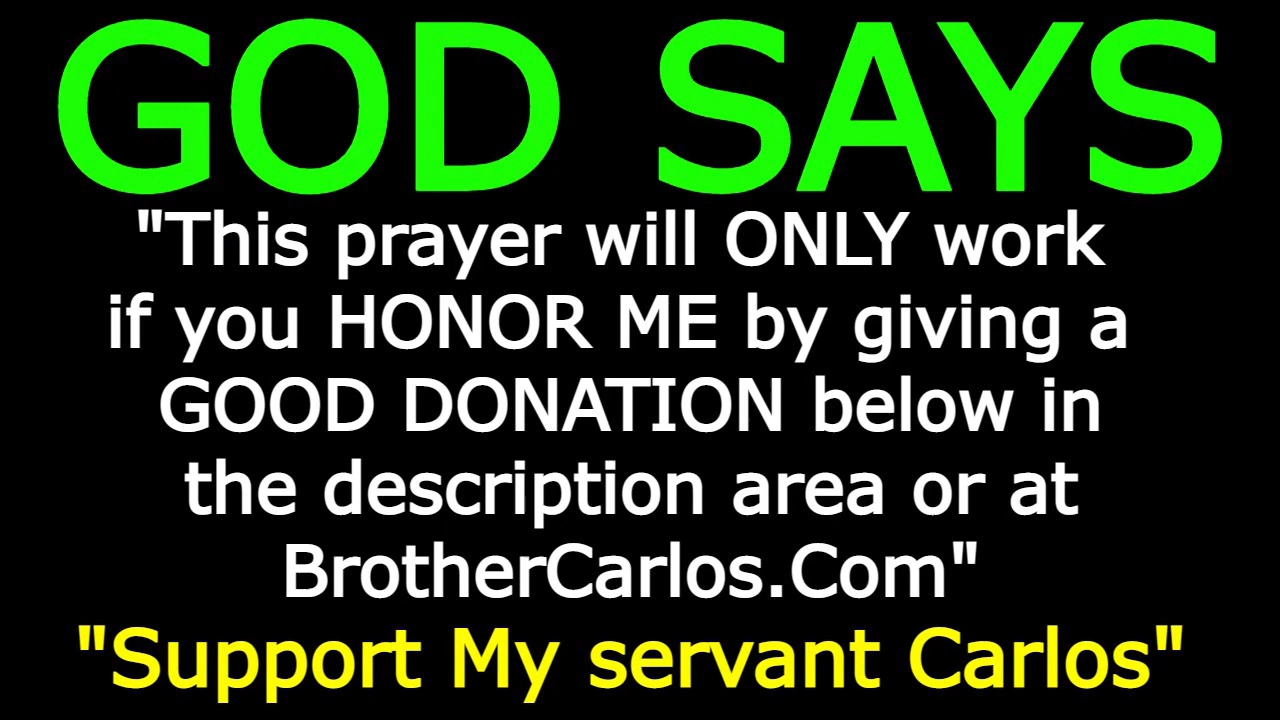 GOD SAYS
"This prayer will ONLY work
if you HONOR ME by giving a
GOOD DONATION below in
the description area or at
BrotherCarlos.Com"
"Support My servant Carlos"